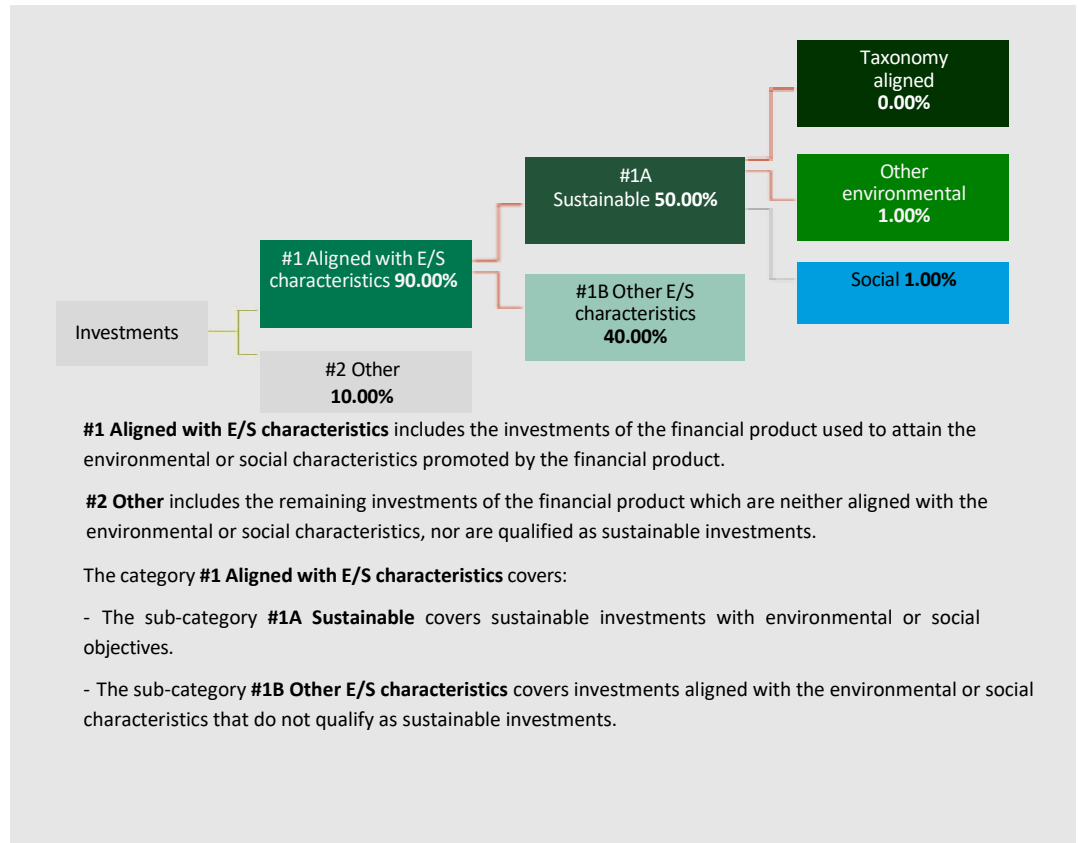 Taxonomy
aligned
0.00%
#1A
Sustainable 50.00%
Other
environmental
1.00%
#1 Aligned with E/S
characteristics 90.00%
Social 1.00%
#1B Other E/S
characteristics
40.00%
Investments
#2 Other
10.00%
#1 Aligned with E/S characteristics includes the investments of the financial product used to attain the
environmental or social characteristics promoted by the financial product.
#2 Other includes the remaining investments of the financial product which are neither aligned with the
environmental or social characteristics, nor are qualified as sustainable investments.
The category #1 Aligned with E/S characteristics covers:
- The sub-category #1A Sustainable covers sustainable investments with environmental or social
objectives.
- The sub-category #1B Other E/S characteristics covers investments aligned with the environmental or social
characteristics that do not qualify as sustainable investments.